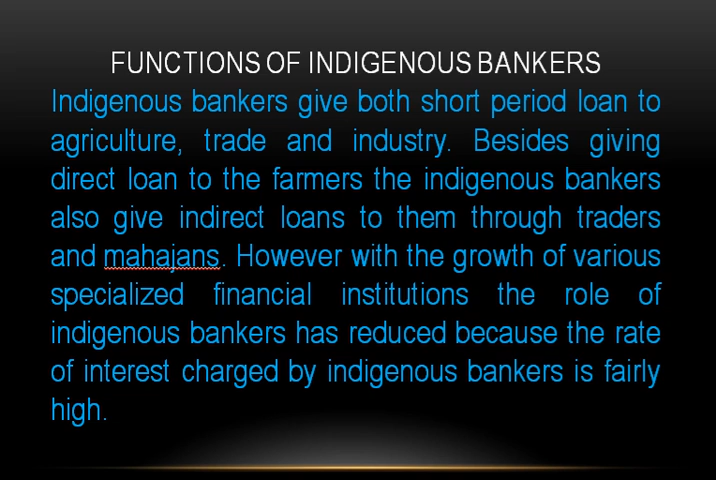 FUNCTIONS OF INDIGENOUS BANKERS
Indigenous bankers give both short period loan to
agriculture, trade and industry. Besides giving
direct loan to the farmers the indigenous bankers
also give indirect loans to them through traders
and mahajans. However with the growth of various
specialized financial institutions the role of
indigenous bankers has reduced because the rate
of interest charged by indigenous bankers is fairly
high.